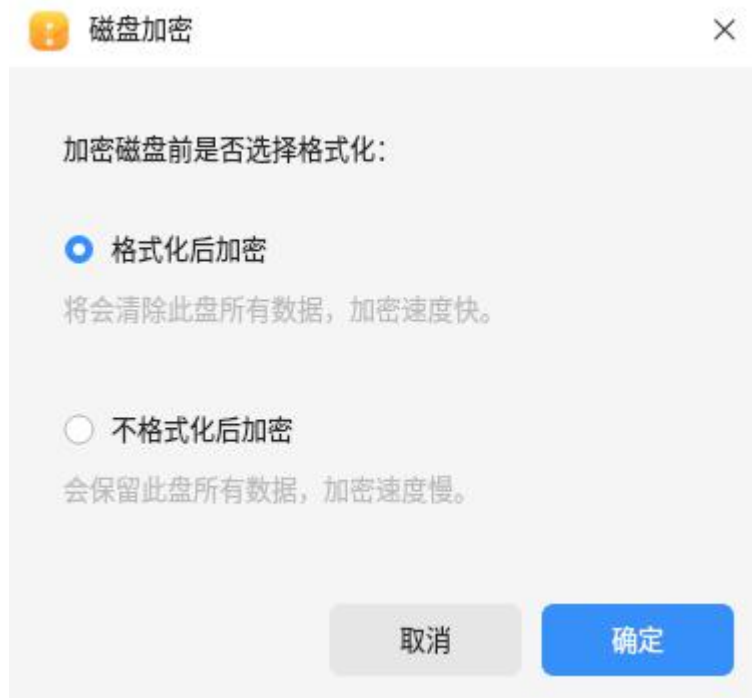 磁盘加密
加密磁盘前是否选择格式化：
格式化后加密
将会清除此盘所有数据，加密速度快。
不格式化后加密
会保留此盘所有数据，加密速度慢。
取消
确定